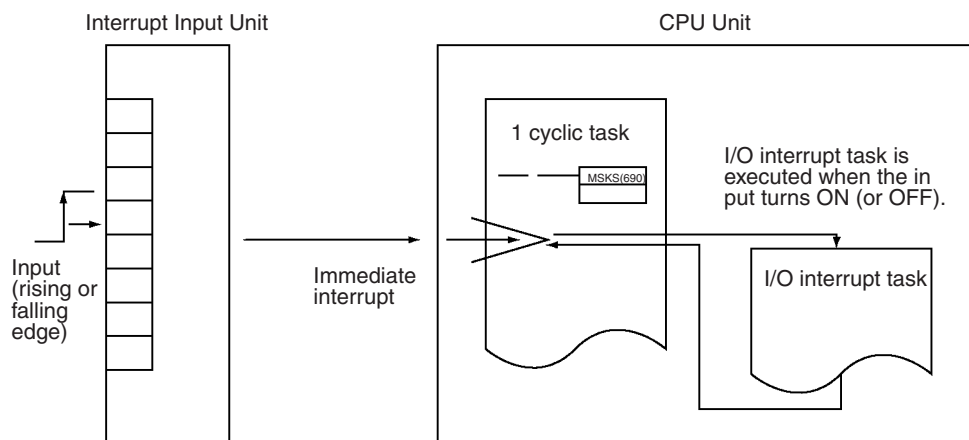 Interrupt Input Unit
CPU Unit
1 cyclic task
MSKS(690)
I/O interrupt task is
executed when the in
put turns ON (or OFF).
Input
(rising or
falling
edge)
Immediate
interrupt
I/O interrupt task